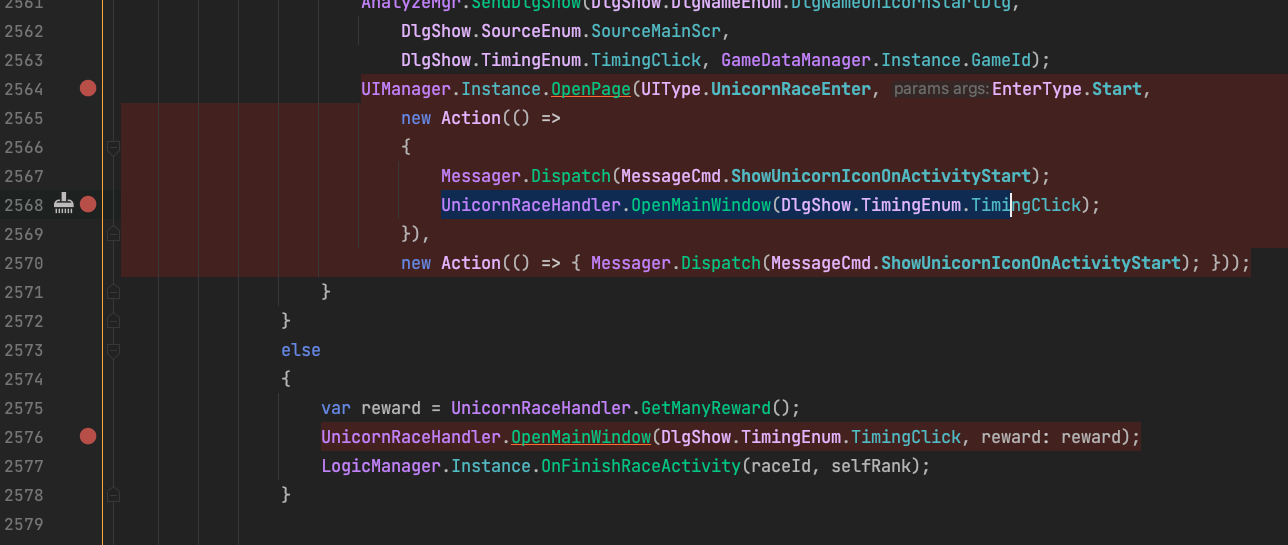 2561 AnalyzeMgr.SendDlgShow(DlgShow.DlgNameEnum.DlgNameUnicornStartDlg,
2562 DlgShow.SourceEnum.SourceMainScr,
2563 DlgShow.TimingEnum.TimingClick, GameDataManager.Instance.GameId);
2564 UIManager.Instance.OpenPage(UIType.UnicornRaceEnter, params args: EnterType.Start,
2565 new Action(() =>
2566 {
2567 Messager.Dispatch(MessageCmd.ShowUnicornIconOnActivityStart);
2568 UnicornRaceHandler.OpenMainWindow(DlgShow.TimingEnum.TimingClick);
2569 }),
2570 new Action(() => { Messager.Dispatch(MessageCmd.ShowUnicornIconOnActivityStart); }));
2571 }
2572 }
2573 else
2574 {
2575 var reward = UnicornRaceHandler.GetManyReward();
2576 UnicornRaceHandler.OpenMainWindow(DlgShow.TimingEnum.TimingClick, reward: reward);
2577 LogicManager.Instance.OnFinishRaceActivity(raceId, selfRank);
2578 }
2579